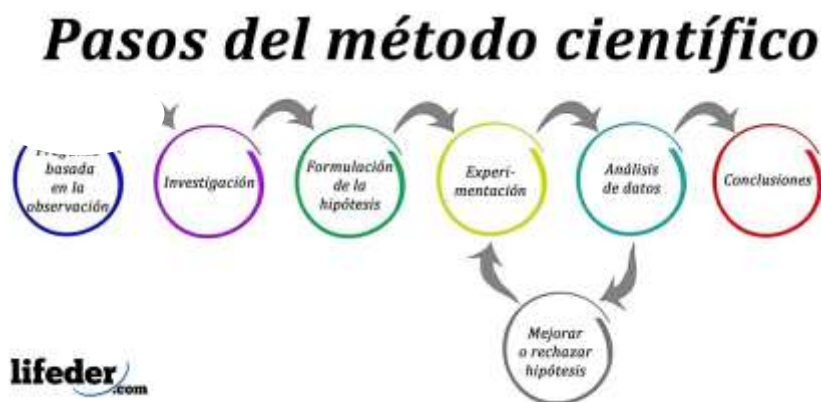 Pasos del método científico
basada
en la
observación
Investigación
Formulación
de la
hipótesis
Experi-
mentación
Análisis
de datos
Conclusiones
Mejorar
o rechazar
hipótesis
lifeder
.com